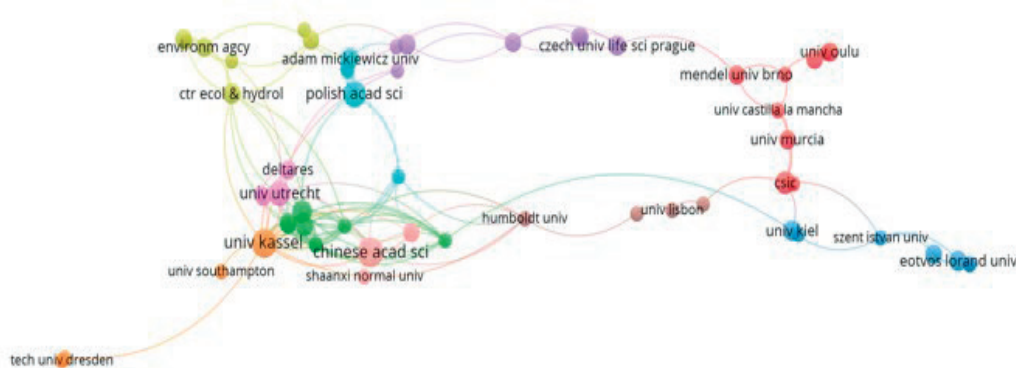 environm agcy
adam mickiewicz univ
czech univ life sci prague
univ oulu
mendel univ brno
ctr ecol & hydrol
polish acad sci
univ castilla la mancha
univ murcia
deltares
csic
univ utrecht
humboldt univ
univ lisbon
univ kiel
szent istvan univ
univ kassel
chinese acad sci
eotvos lorand univ
univ southampton
shaanxi normal univ
tech univ dresden